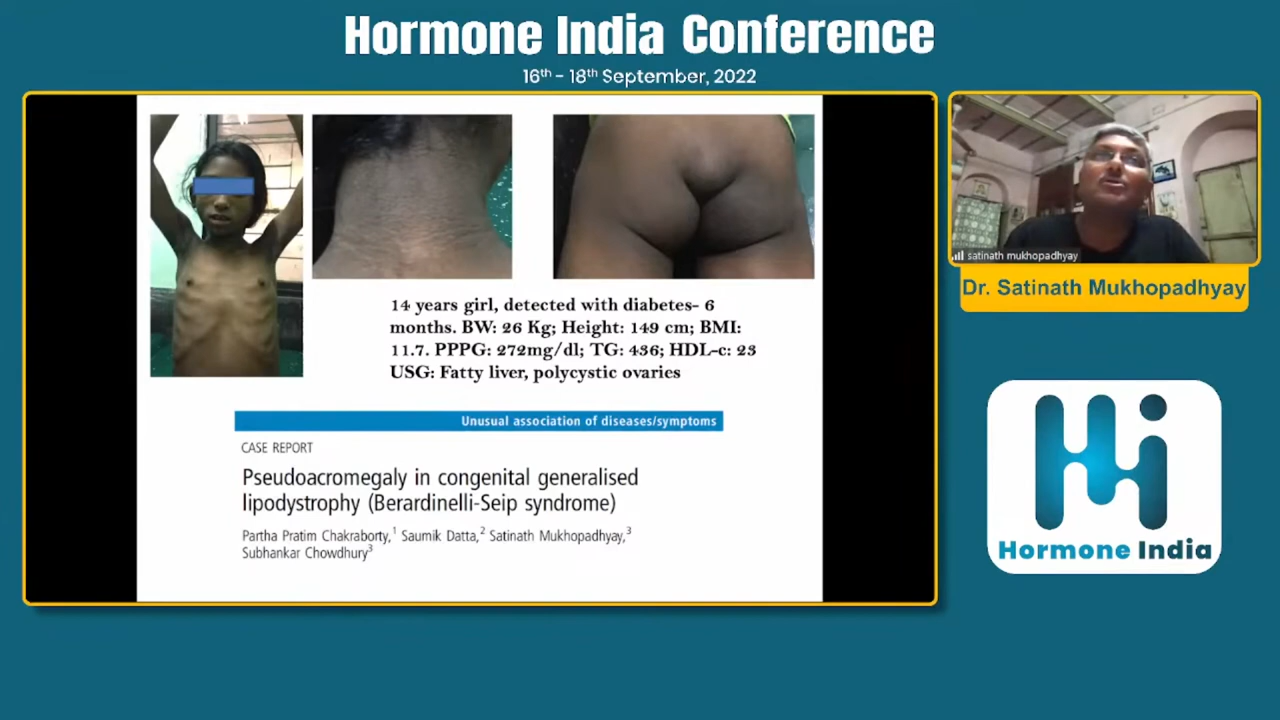 Hormone India Conference
16th - 18th September, 2022
14 years girl, detected with diabetes- 6
months. BW: 26 Kg; Height: 149 cm; BMI:
11.7. PPPG: 272mg/dl; TG: 436; HDL-c: 23
USG: Fatty liver, polycystic ovaries
Unusual association of diseases/symptoms
CASE REPORT
Pseudoacromegaly in congenital generalised
lipodystrophy (Berardinelli-Seip syndrome)
Partha Pratim Chakraborty,1 Saumik Datta,2 Satinath Mukhopadhyay,3
Subhankar Chowdhury3
satinath mukhopadhyay
Dr. Satinath Mukhopadhyay
Hi
Hormone India